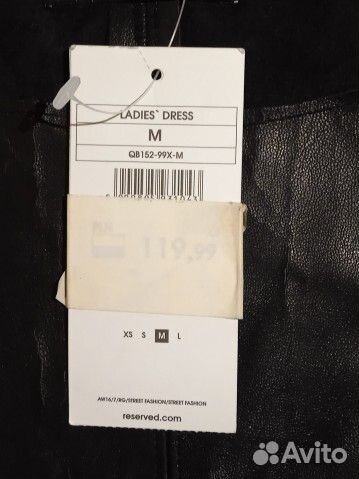 LADIES` DRESS
M
QB152-99X-M
119,99
XS S M L
AW16/7/RG/STREET FASHION/STREET FASHION
reserved.com
Avito